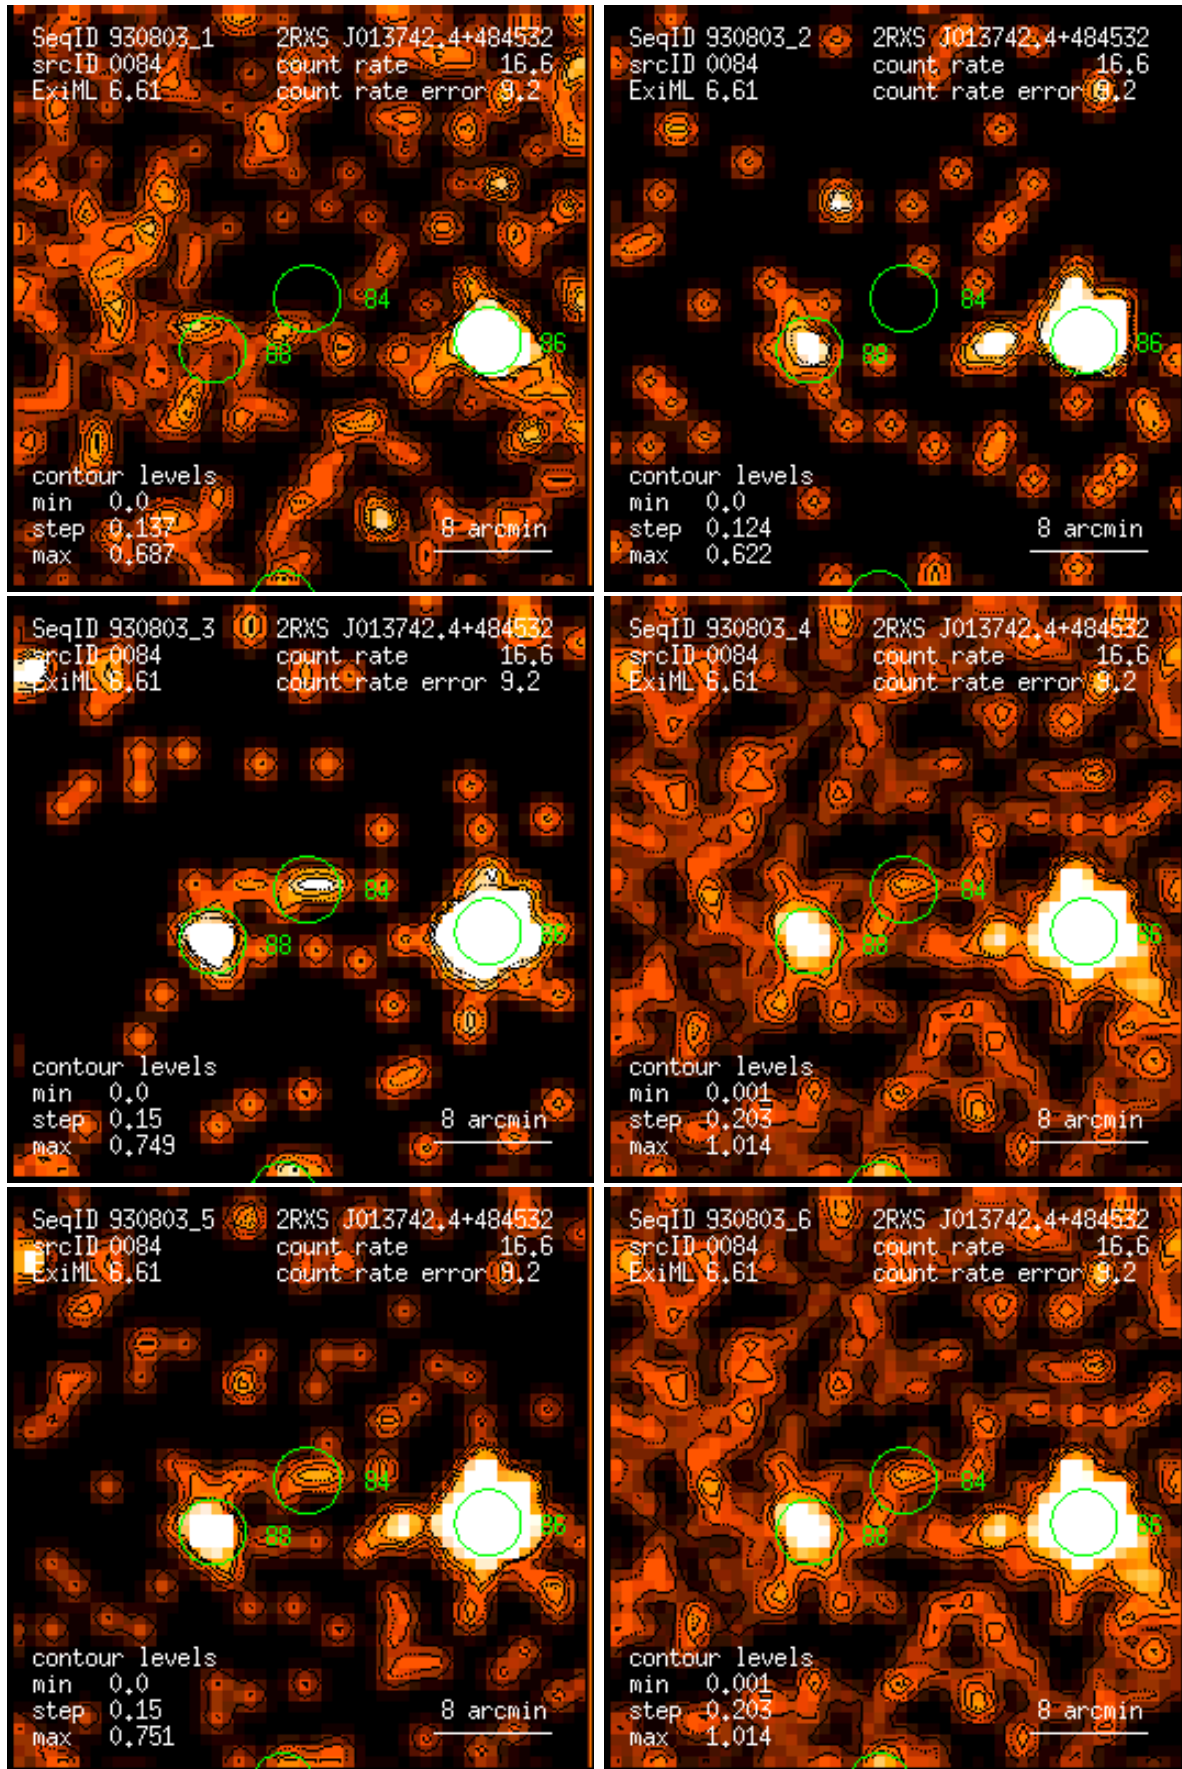 SeqID 930803_1 2RXS J013742.4+484532
srcID 0084 count rate 16.6
ExiML 6.61 count rate error 9.2
84
86
88
contour levels
min 0.0
step 0.137
max 0.687
8 arcmin
SeqID 930803_2 2RXS J013742.4+484532
srcID 0084 count rate 16.6
ExiML 6.61 count rate error 9.2
84
86
88
contour levels
min 0.0
step 0.124
max 0.622
8 arcmin
SeqID 930803_3 2RXS J013742.4+484532
srcID 0084 count rate 16.6
ExiML 6.61 count rate error 9.2
84
86
88
contour levels
min 0.0
step 0.15
max 0.749
8 arcmin
SeqID 930803_4 2RXS J013742.4+484532
srcID 0084 count rate 16.6
ExiML 6.61 count rate error 9.2
84
86
88
contour levels
min 0.001
step 0.203
max 1.014
8 arcmin
SeqID 930803_5 2RXS J013742.4+484532
srcID 0084 count rate 16.6
ExiML 6.61 count rate error 9.2
84
86
88
contour levels
min 0.0
step 0.15
max 0.751
8 arcmin
SeqID 930803_6 2RXS J013742.4+484532
srcID 0084 count rate 16.6
ExiML 6.61 count rate error 9.2
84
86
88
contour levels
min 0.001
step 0.203
max 1.014
8 arcmin